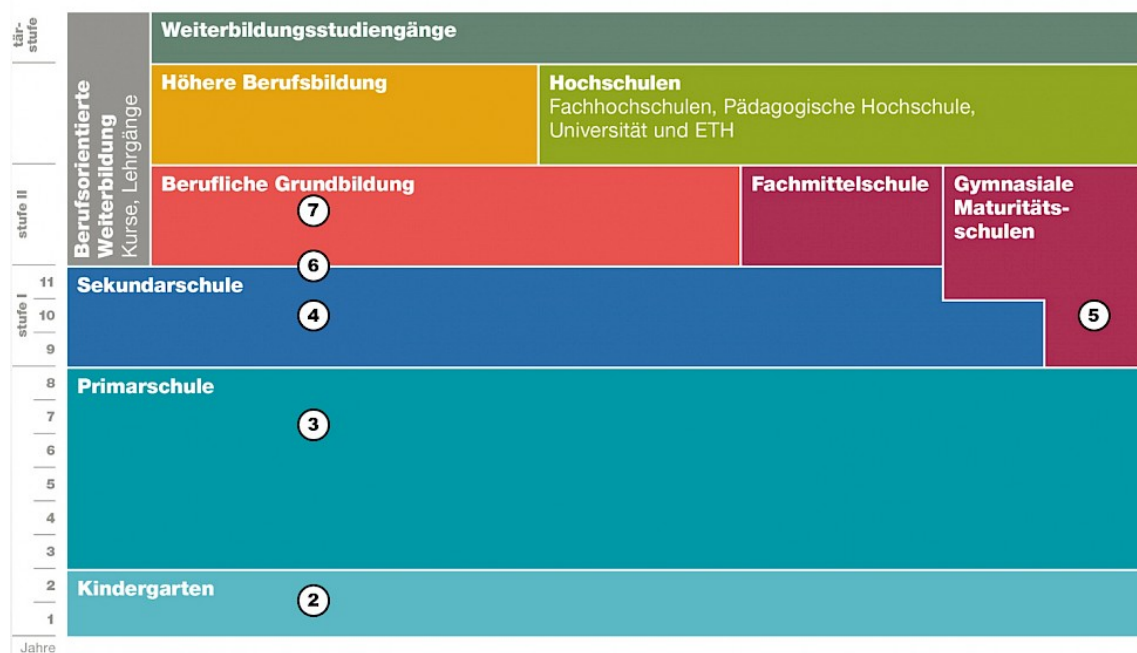 tär-
stufe
Weiterbildungsstudiengänge
Berufsorientierte
Weiterbildung
Kurse, Lehrgänge
Höhere Berufsbildung
Hochschulen
Fachhochschulen, Pädagogische Hochschule,
Universität und ETH
stufe II
Berufliche Grundbildung
7
Fachmittelschule
Gymnasiale
Maturitäts-
schulen
6
stufe I
11
Sekundarschule
10
4
5
9
8
Primarschule
7
3
6
5
4
3
2
Kindergarten
2
1
Jahre